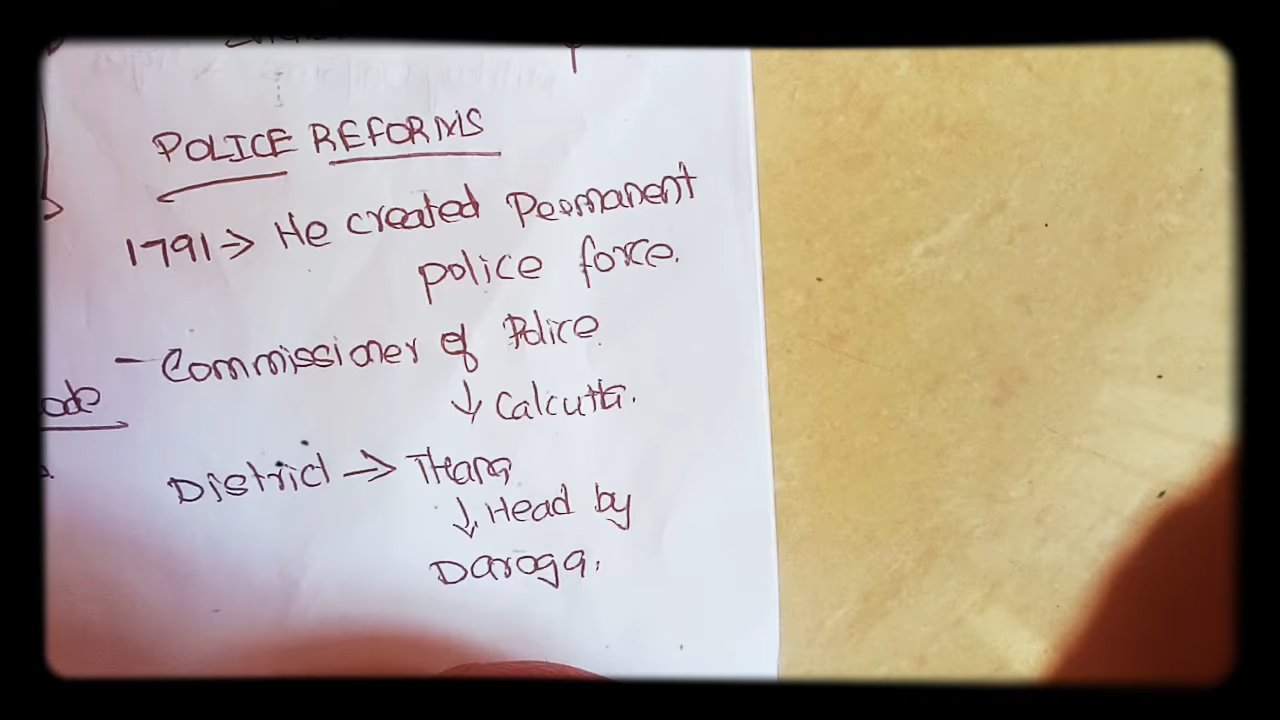 POLICE REFORMS
1791→ He created Permanent
police force.
- Commissioner of Police.
↓ Calcutta.
District → Thana
↓ Head by
Daroga.